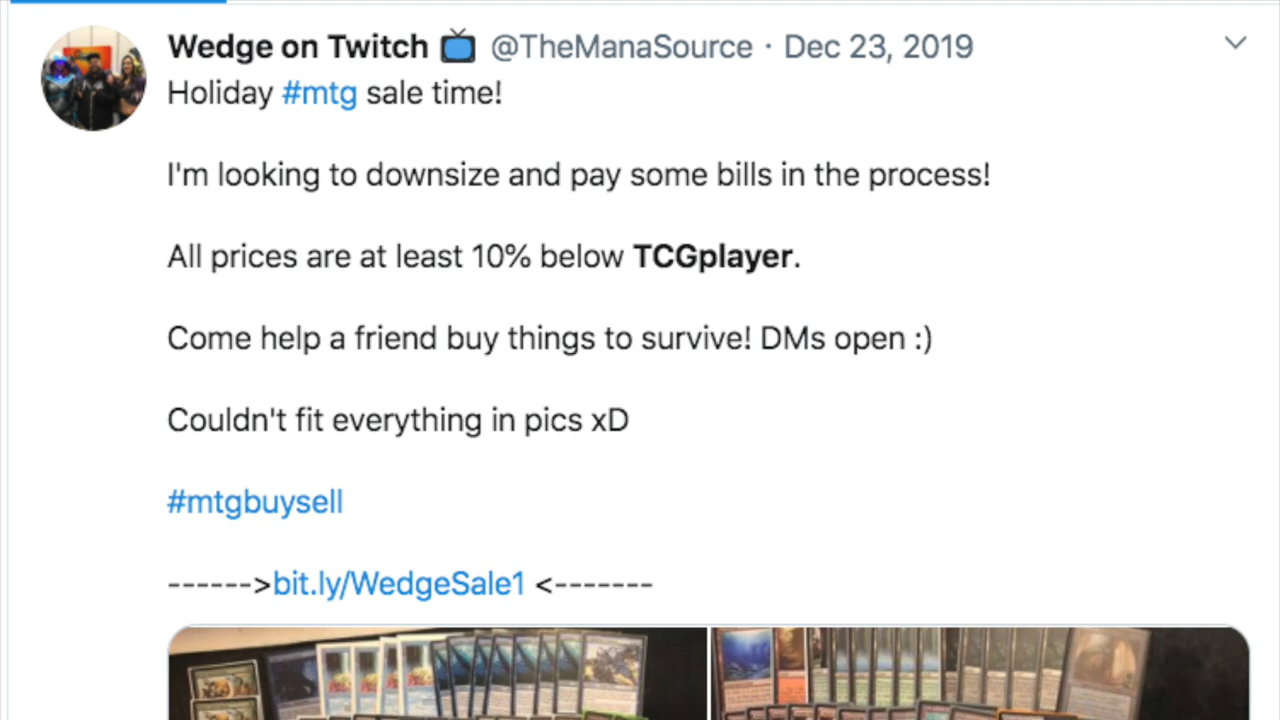 Wedge on Twitch @TheManaSource · Dec 23, 2019
Holiday #mtg sale time!
I'm looking to downsize and pay some bills in the process!
All prices are at least 10% below TCGplayer.
Come help a friend buy things to survive! DMs open :)
Couldn't fit everything in pics xD
#mtgbuysell
------>bit.ly/WedgeSale1 <-------